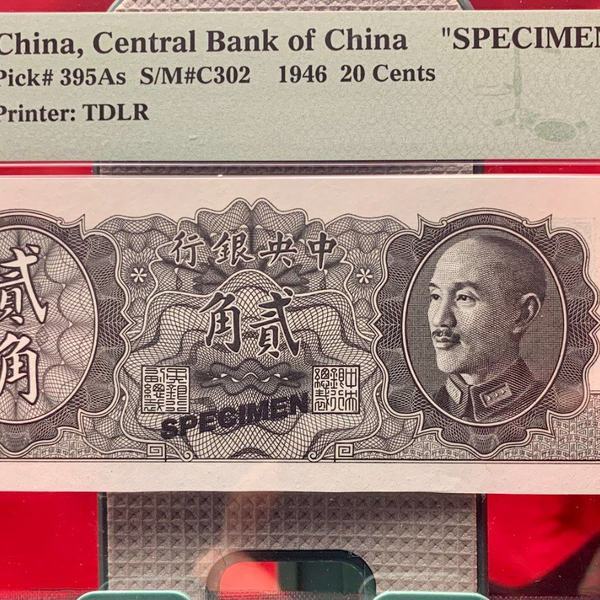 China, Central Bank of China "SPECIMEN
Pick# 395As S/M#C302 1946 20 Cents
Printer: TDLR
行銀央中
角貳
貳角
SPECIMEN